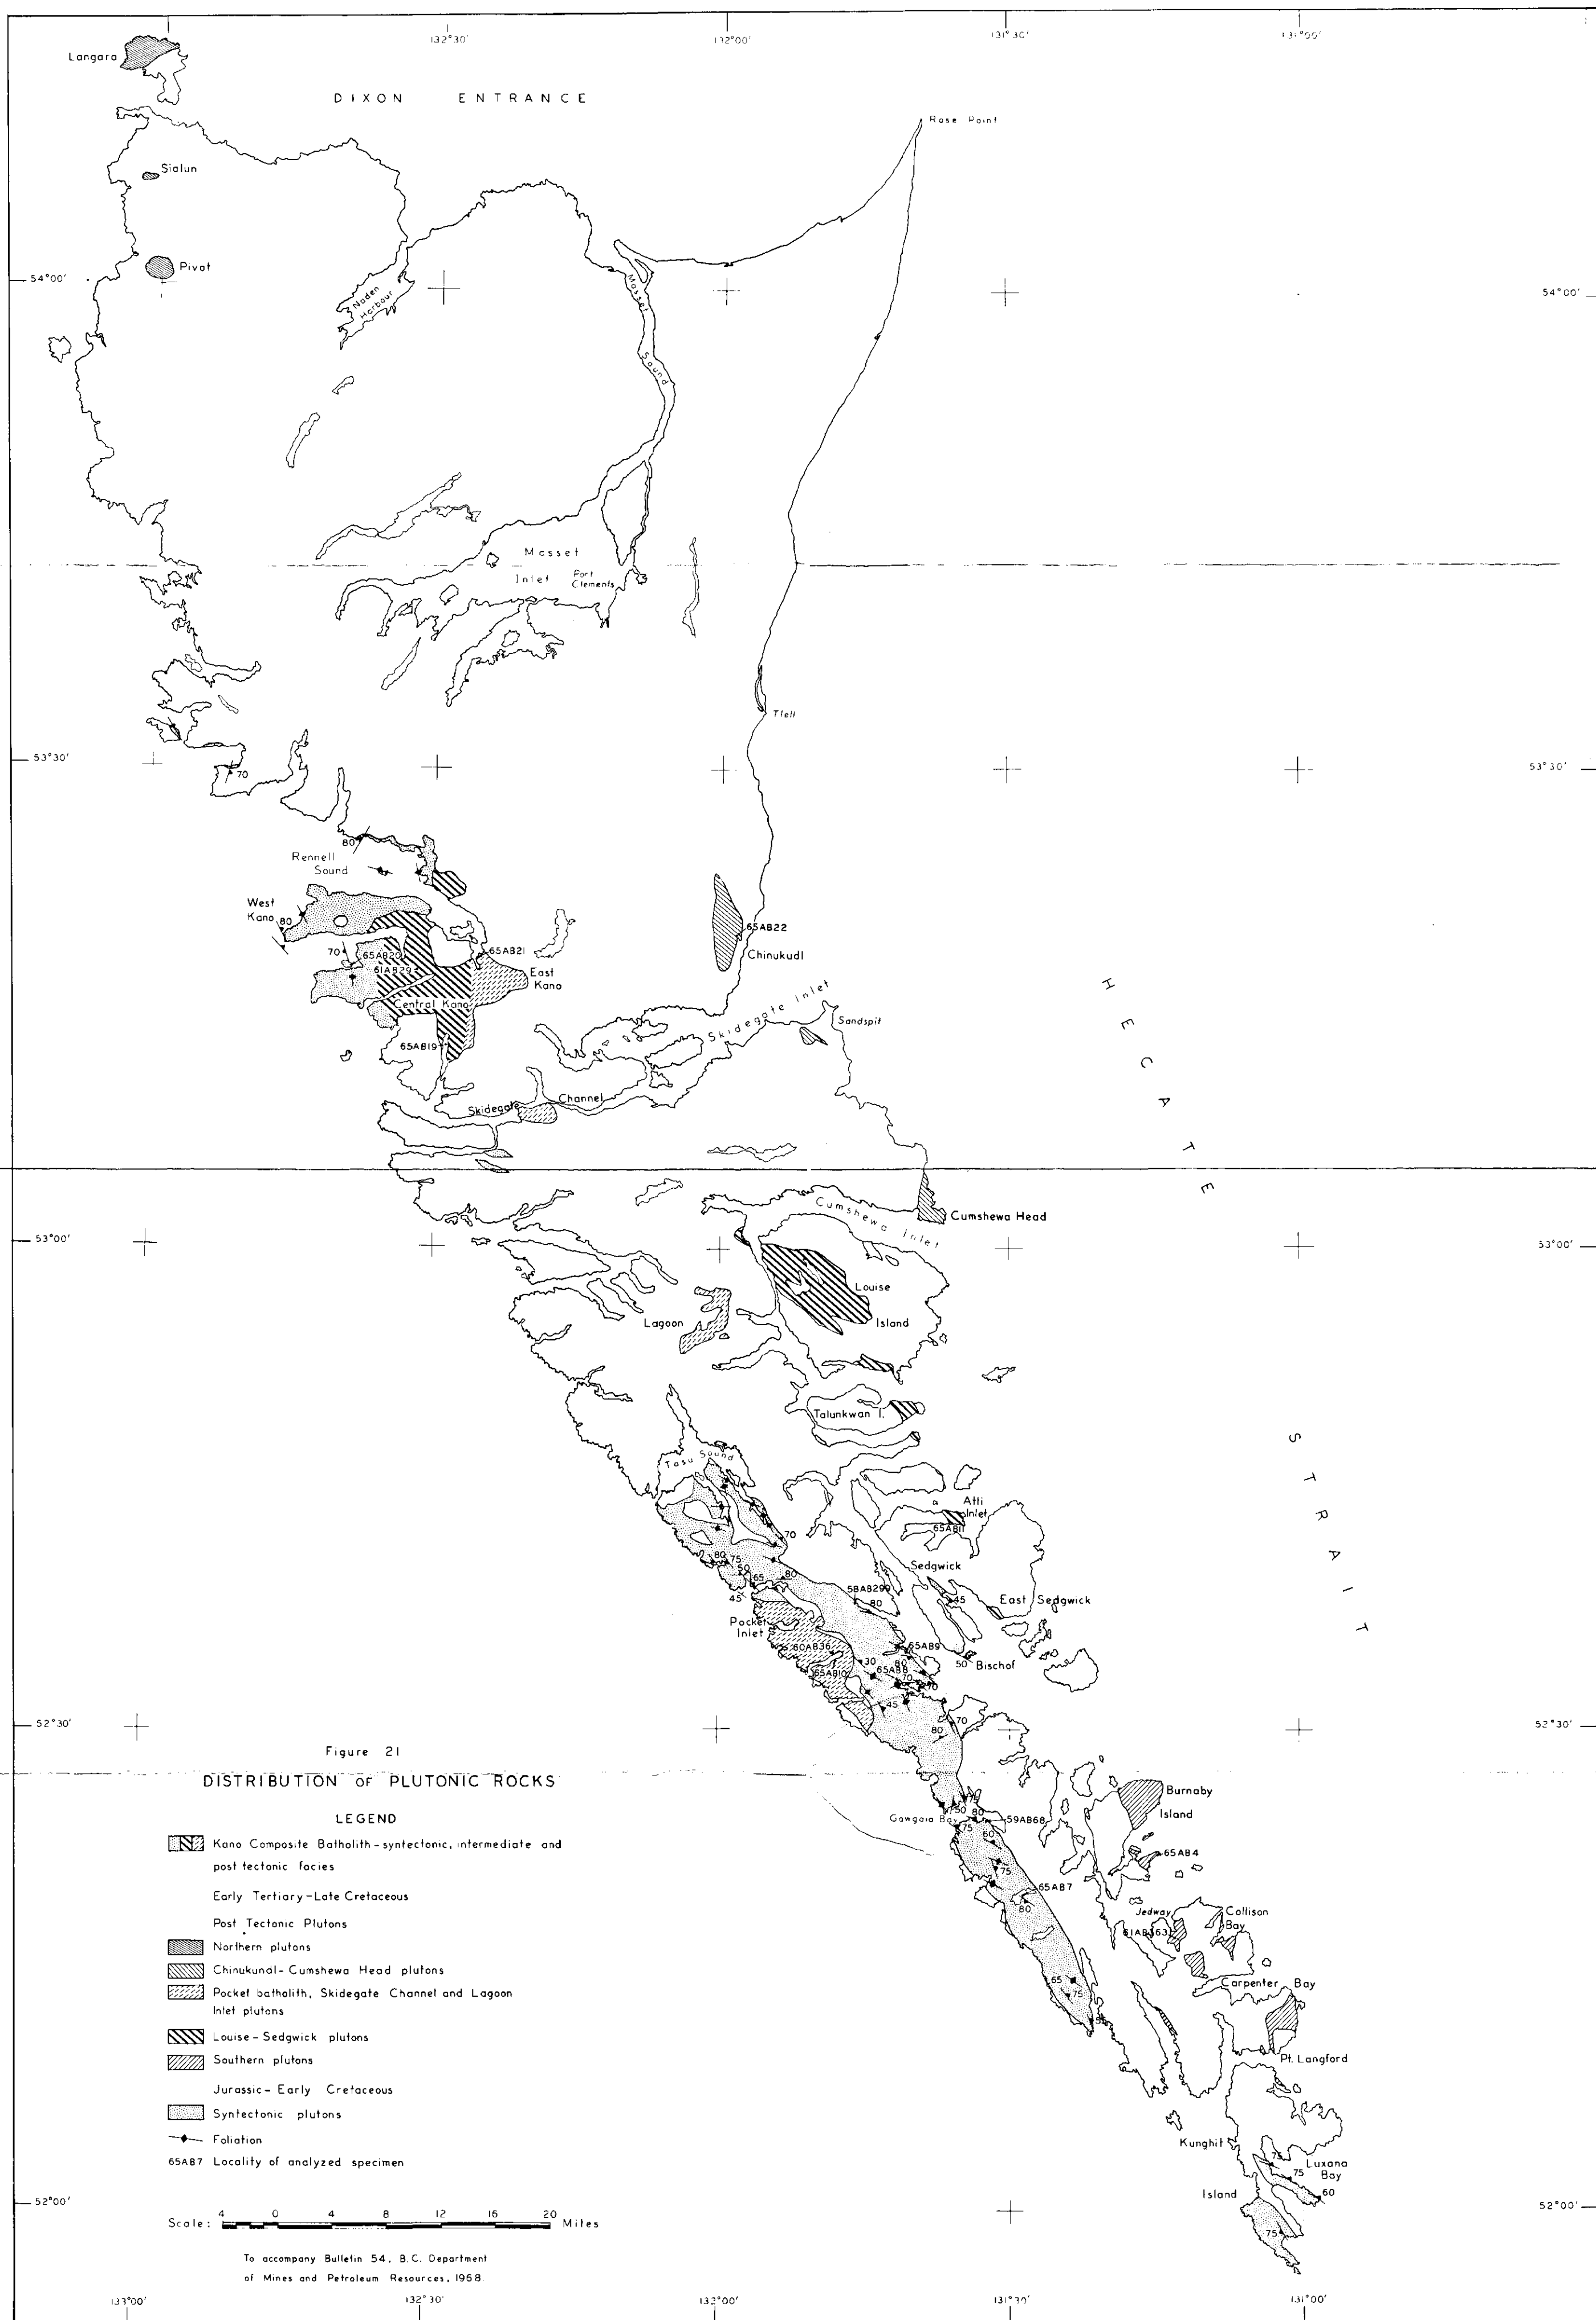 132°30'
132°00'
131°30'
131°00'
Langara
DIXON ENTRANCE
Rose Point
Sialun
Pivot
54°00'
54°00'
Naden
Harbour
Masset
Sound
Masset
Inlet
Port
Clements
Tlell
53°30'
53°30'
70
80
Rennell
Sound
West
Kano
80
70
65AB20
61AB29
65AB21
East
Kano
Central Kano
65AB19
65AB22
Chinukudl
Skidegate Inlet
Sandspit
Skidegate Channel
HECATE
STRAIT
Cumshewa Inlet
Cumshewa Head
53°00'
53°00'
Louise
Island
Lagoon
Talunkwan I.
Tasu Sound
Atli
Inlet
65AB11
70
80
75
50
65
80
45
Sedgwick
58AB299
80
45
East Sedgwick
Pocket
Inlet
60AB36
65AB10
65AB9
80
30
65AB8
70
70
50
Bischof
45
70
80
52°30'
52°30'
Figure 21
DISTRIBUTION OF PLUTONIC ROCKS
LEGEND
Kano Composite Batholith - syntectonic, intermediate and
post tectonic facies
Early Tertiary - Late Cretaceous
Post Tectonic Plutons
Northern plutons
Chinukundl - Cumshewa Head plutons
Pocket batholith, Skidegate Channel and Lagoon
Inlet plutons
Louise - Sedgwick plutons
Southern plutons
Jurassic - Early Cretaceous
Syntectonic plutons
Foliation
65AB7 Locality of analyzed specimen
Burnaby
Island
Gowgaia Bay
75
50
80
59AB68
75
60
75
65AB4
65AB7
80
Jedway
Collison
Bay
61AB363
65
75
Carpenter Bay
Pt. Langford
Kunghit
Island
75
75
Luxana
Bay
60
75
52°00'
52°00'
Scale: 4 0 4 8 12 16 20 Miles
To accompany Bulletin 54, B.C. Department
of Mines and Petroleum Resources, 1968.
133°00'
132°30'
132°00'
131°30'
131°00'